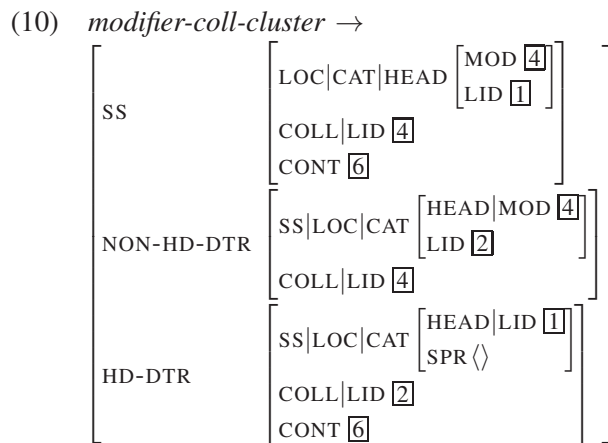 (10) modifier-coll-cluster →
LOC|CAT|HEAD [MOD 4
LID 1]
SS
COLL|LID 4
CONT 6
SS|LOC|CAT [HEAD|MOD 4
LID 2]
NON-HD-DTR
COLL|LID 4
SS|LOC|CAT [HEAD|LID 1
SPR ⟨⟩]
HD-DTR
COLL|LID 2
CONT 6